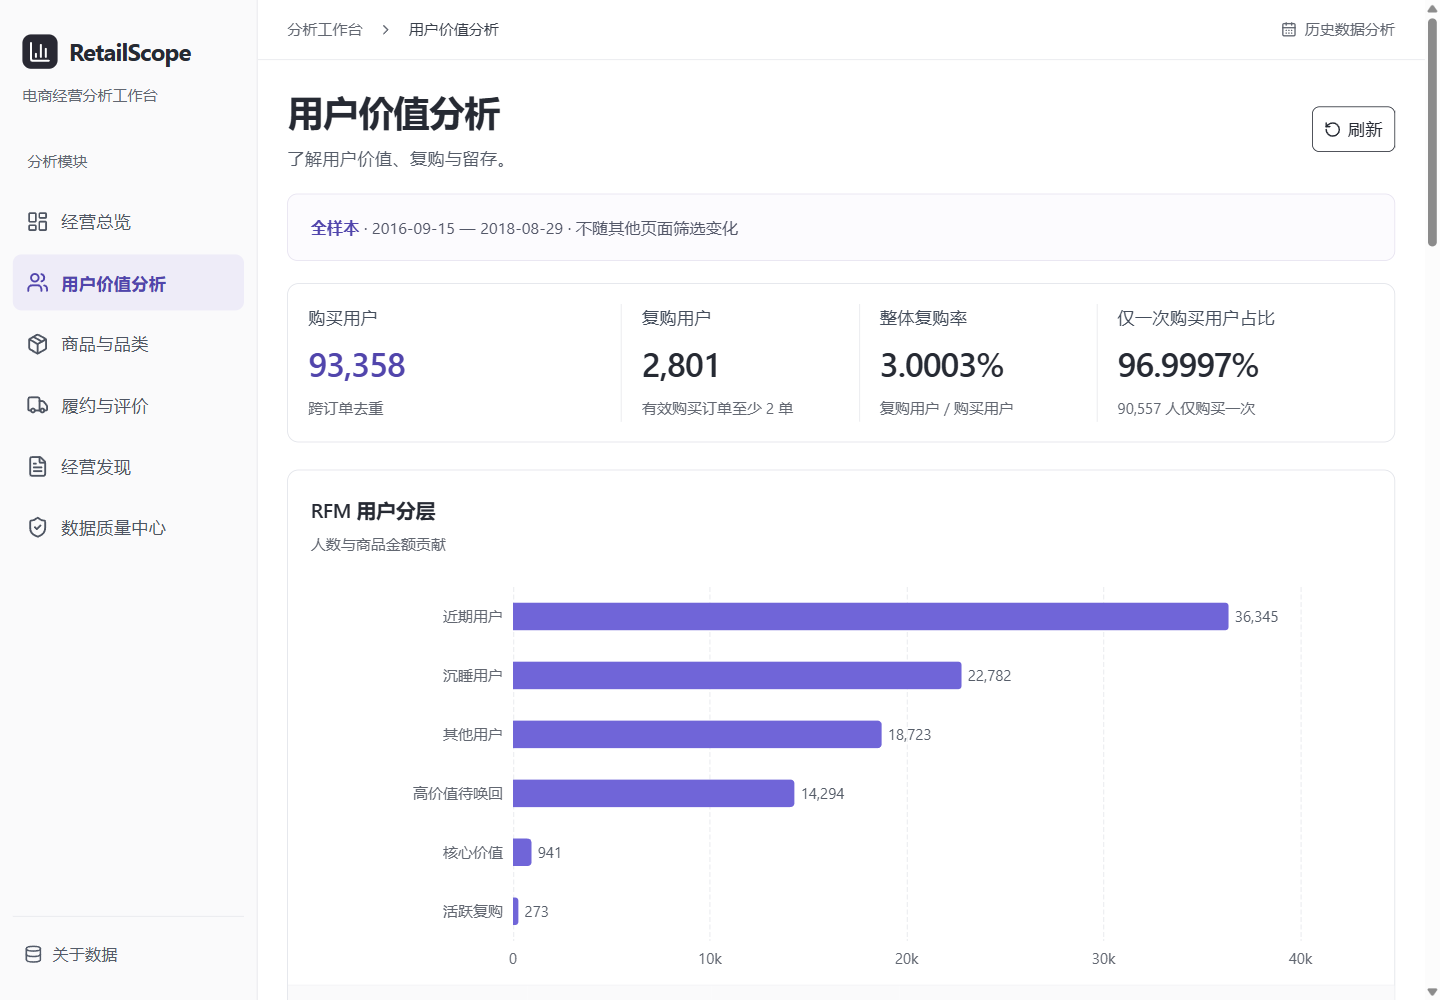 RetailScope
电商经营分析工作台
分析模块
经营总览
用户价值分析
商品与品类
履约与评价
经营发现
数据质量中心
关于数据
分析工作台 > 用户价值分析
历史数据分析
用户价值分析
了解用户价值、复购与留存。
刷新
全样本 · 2016-09-15 — 2018-08-29 · 不随其他页面筛选变化
购买用户
93,358
跨订单去重
复购用户
2,801
有效购买订单至少 2 单
整体复购率
3.0003%
复购用户 / 购买用户
仅一次购买用户占比
96.9997%
90,557 人仅购买一次
RFM 用户分层
人数与商品金额贡献
近期用户 36,345
沉睡用户 22,782
其他用户 18,723
高价值待唤回 14,294
核心价值 941
活跃复购 273
0 10k 20k 30k 40k